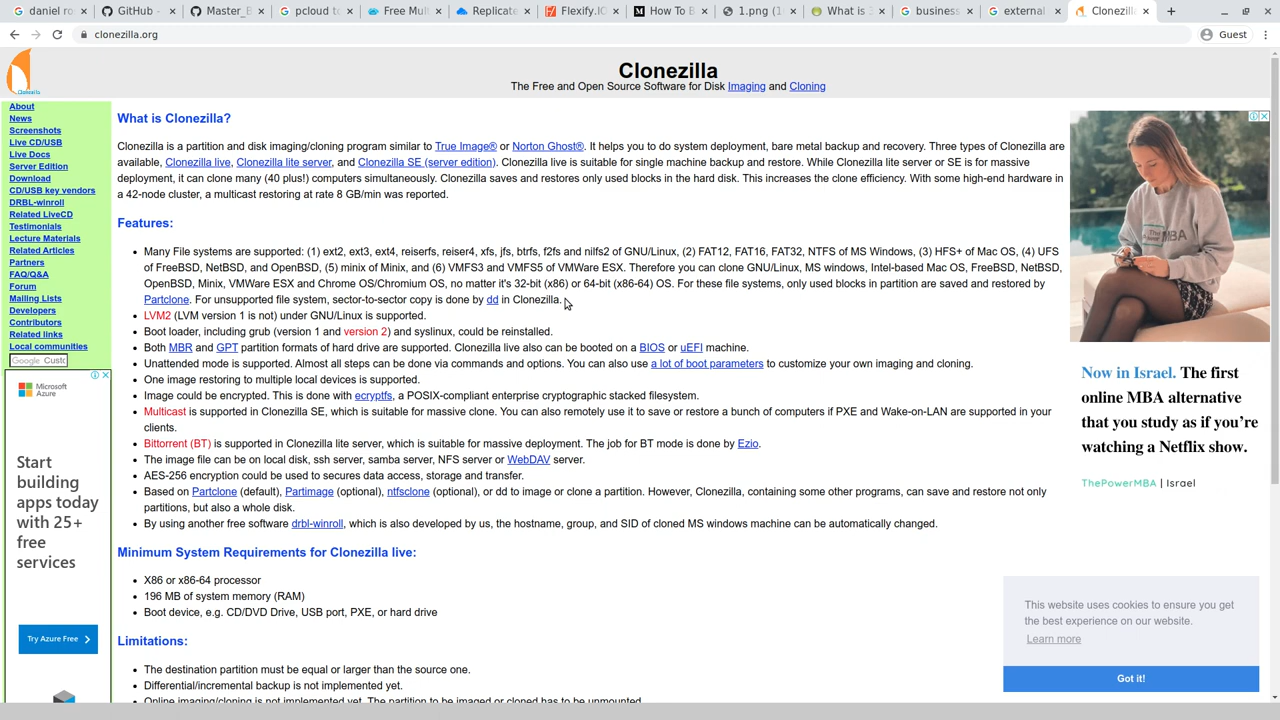 daniel ro
GitHub -
Master_B
pcloud to
Free Mult
Replicate
Flexify.IO
How To B
1.png (1
What is 3
business
external
Clonezilla
clonezilla.org
Guest
Clonezilla
Clonezilla
The Free and Open Source Software for Disk Imaging and Cloning
About
News
Screenshots
Live CD/USB
Live Docs
Server Edition
Download
CD/USB key vendors
DRBL-winroll
Related LiveCD
Testimonials
Lecture Materials
Related Articles
Partners
FAQ/Q&A
Forum
Mailing Lists
Developers
Contributors
Related links
Local communities
Google Custo
Microsoft
Azure
Start
building
apps today
with 25+
free
services
Try Azure Free
What is Clonezilla?
Clonezilla is a partition and disk imaging/cloning program similar to True Image® or Norton Ghost®. It helps you to do system deployment, bare metal backup and recovery. Three types of Clonezilla are
available, Clonezilla live, Clonezilla lite server, and Clonezilla SE (server edition). Clonezilla live is suitable for single machine backup and restore. While Clonezilla lite server or SE is for massive
deployment, it can clone many (40 plus!) computers simultaneously. Clonezilla saves and restores only used blocks in the hard disk. This increases the clone efficiency. With some high-end hardware in
a 42-node cluster, a multicast restoring at rate 8 GB/min was reported.
Features:
Many File systems are supported: (1) ext2, ext3, ext4, reiserfs, reiser4, xfs, jfs, btrfs, f2fs and nilfs2 of GNU/Linux, (2) FAT12, FAT16, FAT32, NTFS of MS Windows, (3) HFS+ of Mac OS, (4) UFS
of FreeBSD, NetBSD, and OpenBSD, (5) minix of Minix, and (6) VMFS3 and VMFS5 of VMWare ESX. Therefore you can clone GNU/Linux, MS windows, Intel-based Mac OS, FreeBSD, NetBSD,
OpenBSD, Minix, VMWare ESX and Chrome OS/Chromium OS, no matter it's 32-bit (x86) or 64-bit (x86-64) OS. For these file systems, only used blocks in partition are saved and restored by
Partclone. For unsupported file system, sector-to-sector copy is done by dd in Clonezilla.
LVM2 (LVM version 1 is not) under GNU/Linux is supported.
Boot loader, including grub (version 1 and version 2) and syslinux, could be reinstalled.
Both MBR and GPT partition formats of hard drive are supported. Clonezilla live also can be booted on a BIOS or uEFI machine.
Unattended mode is supported. Almost all steps can be done via commands and options. You can also use a lot of boot parameters to customize your own imaging and cloning.
One image restoring to multiple local devices is supported.
Image could be encrypted. This is done with ecryptfs, a POSIX-compliant enterprise cryptographic stacked filesystem.
Multicast is supported in Clonezilla SE, which is suitable for massive clone. You can also remotely use it to save or restore a bunch of computers if PXE and Wake-on-LAN are supported in your
clients.
Bittorrent (BT) is supported in Clonezilla lite server, which is suitable for massive deployment. The job for BT mode is done by Ezio.
The image file can be on local disk, ssh server, samba server, NFS server or WebDAV server.
AES-256 encryption could be used to secures data access, storage and transfer.
Based on Partclone (default), Partimage (optional), ntfsclone (optional), or dd to image or clone a partition. However, Clonezilla, containing some other programs, can save and restore not only
partitions, but also a whole disk.
By using another free software drbl-winroll, which is also developed by us, the hostname, group, and SID of cloned MS windows machine can be automatically changed.
Minimum System Requirements for Clonezilla live:
X86 or x86-64 processor
196 MB of system memory (RAM)
Boot device, e.g. CD/DVD Drive, USB port, PXE, or hard drive
Limitations:
The destination partition must be equal or larger than the source one.
Differential/incremental backup is not implemented yet.
Online imaging/cloning is not implemented yet. The partition to be imaged or cloned has to be unmounted.
Now in Israel. The first
online MBA alternative
that you study as if you're
watching a Netflix show.
ThePowerMBA | Israel
This website uses cookies to ensure you get
the best experience on our website.
Learn more
Got it!